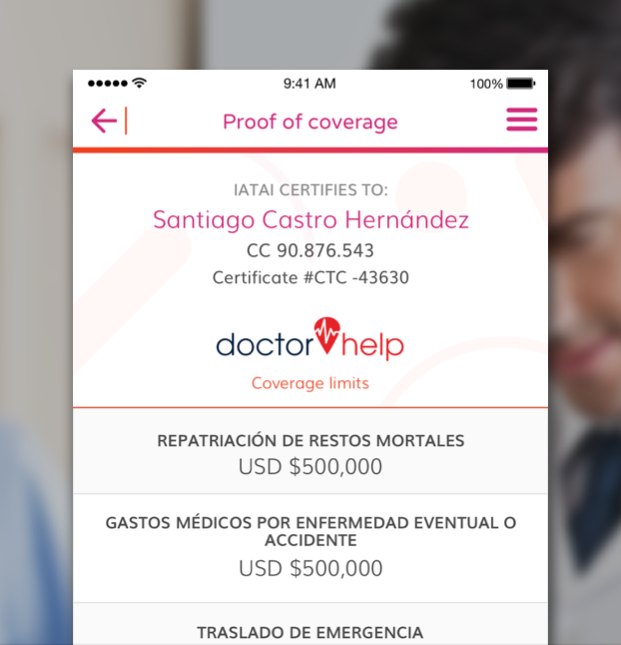 9:41 AM
100%
Proof of coverage
IATAI CERTIFIES TO:
Santiago Castro Hernández
CC 90.876.543
Certificate #CTC -43630
doctor help
Coverage limits
REPATRIACIÓN DE RESTOS MORTALES
USD $500,000
GASTOS MÉDICOS POR ENFERMEDAD EVENTUAL O
ACCIDENTE
USD $500,000
TRASLADO DE EMERGENCIA